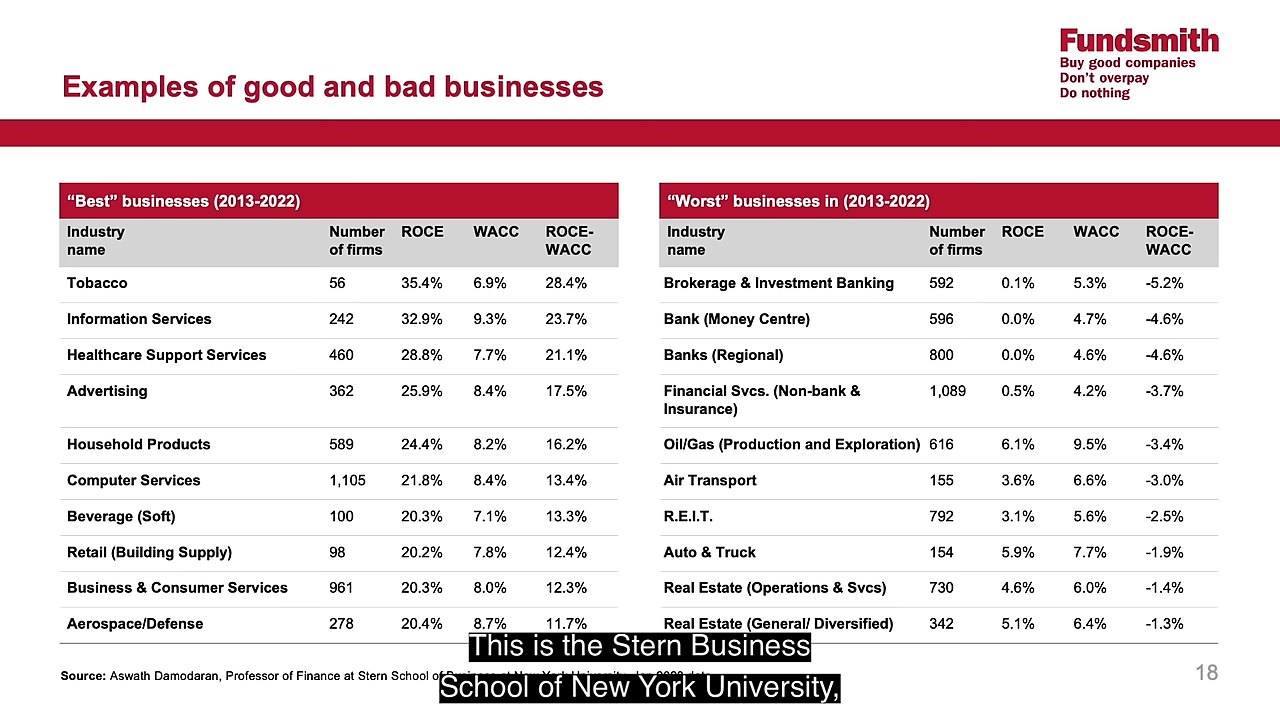 Fundsmith
Buy good companies
Don't overpay
Do nothing
Examples of good and bad businesses
"Best" businesses (2013-2022)
Industry name Number of firms ROCE WACC ROCE-WACC
Tobacco 56 35.4% 6.9% 28.4%
Information Services 242 32.9% 9.3% 23.7%
Healthcare Support Services 460 28.8% 7.7% 21.1%
Advertising 362 25.9% 8.4% 17.5%
Household Products 589 24.4% 8.2% 16.2%
Computer Services 1,105 21.8% 8.4% 13.4%
Beverage (Soft) 100 20.3% 7.1% 13.3%
Retail (Building Supply) 98 20.2% 7.8% 12.4%
Business & Consumer Services 961 20.3% 8.0% 12.3%
Aerospace/Defense 278 20.4% 8.7% 11.7%
"Worst" businesses in (2013-2022)
Industry name Number of firms ROCE WACC ROCE-WACC
Brokerage & Investment Banking 592 0.1% 5.3% -5.2%
Bank (Money Centre) 596 0.0% 4.7% -4.6%
Banks (Regional) 800 0.0% 4.6% -4.6%
Financial Svcs. (Non-bank & Insurance) 1,089 0.5% 4.2% -3.7%
Oil/Gas (Production and Exploration) 616 6.1% 9.5% -3.4%
Air Transport 155 3.6% 6.6% -3.0%
R.E.I.T. 792 3.1% 5.6% -2.5%
Auto & Truck 154 5.9% 7.7% -1.9%
Real Estate (Operations & Svcs) 730 4.6% 6.0% -1.4%
Real Estate (General/ Diversified) 342 5.1% 6.4% -1.3%
This is the Stern Business
School of New York University,
Source: Aswath Damodaran, Professor of Finance at Stern School of
18